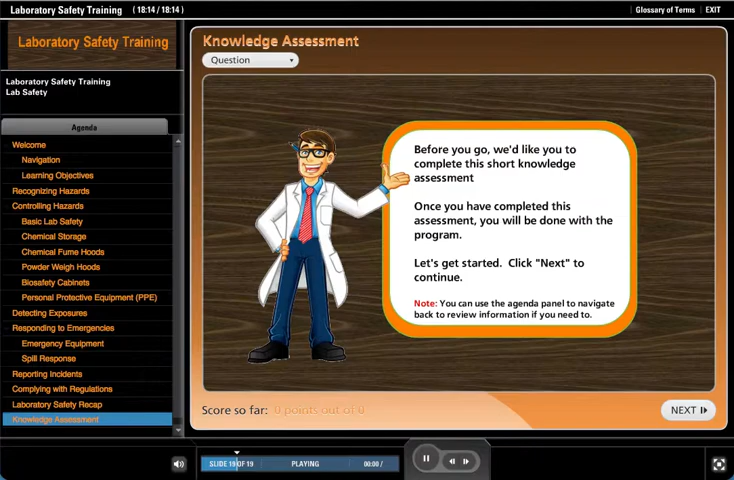 Laboratory Safety Training ( 18:14 / 18:14 )
Glossary of Terms | EXIT
Laboratory Safety Training
Laboratory Safety Training
Lab Safety
Agenda
Welcome
Navigation
Learning Objectives
Recognizing Hazards
Controlling Hazards
Basic Lab Safety
Chemical Storage
Chemical Fume Hoods
Powder Weigh Hoods
Biosafety Cabinets
Personal Protective Equipment (PPE)
Detecting Exposures
Responding to Emergencies
Emergency Equipment
Spill Response
Reporting Incidents
Complying with Regulations
Laboratory Safety Recap
Knowledge Assessment
Knowledge Assessment
Question
Before you go, we'd like you to
complete this short knowledge
assessment
Once you have completed this
assessment, you will be done with the
program.
Let's get started. Click "Next" to
continue.
Note: You can use the agenda panel to navigate
back to review information if you need to.
Score so far: 0 points out of 0
NEXT
SLIDE 19 OF 19 PLAYING 00:00 /